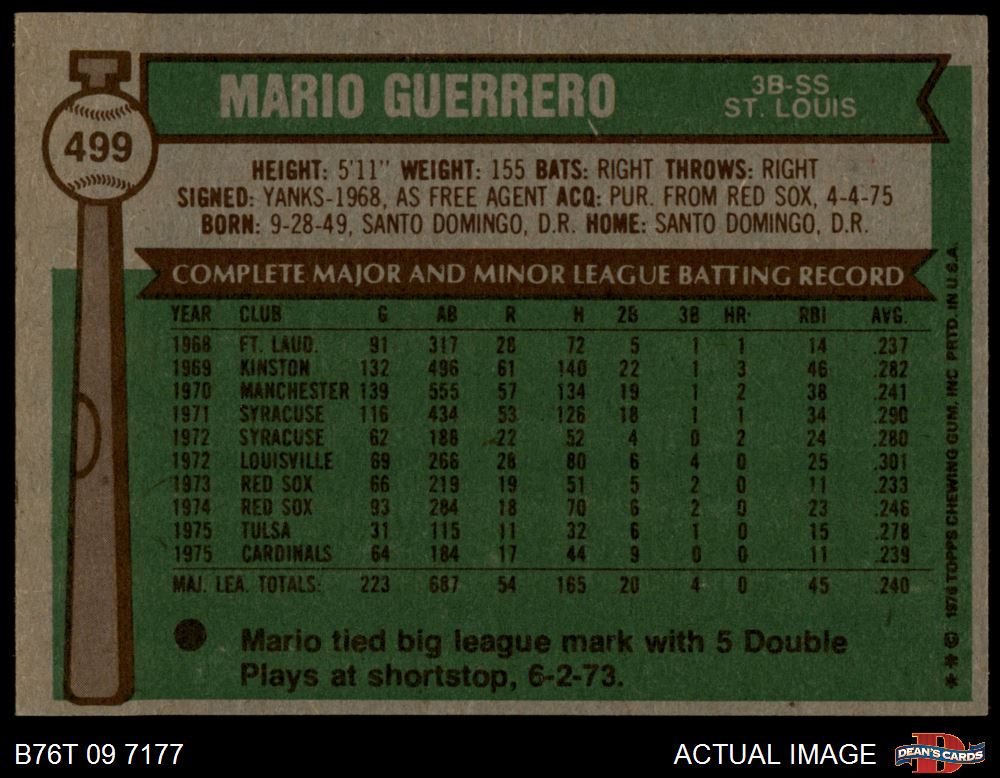 MARIO GUERRERO
3B-SS
ST. LOUIS
499
HEIGHT: 5'11" WEIGHT: 155 BATS: RIGHT THROWS: RIGHT
SIGNED: YANKS-1968, AS FREE AGENT ACQ: PUR. FROM RED SOX, 4-4-75
BORN: 9-28-49, SANTO DOMINGO, D.R. HOME: SANTO DOMINGO, D.R.
COMPLETE MAJOR AND MINOR LEAGUE BATTING RECORD
YEAR CLUB G AB R H 2B 3B HR RBI AVG.
1968 FT. LAUD. 91 317 28 72 5 1 1 14 .237
1969 KINSTON 132 496 61 140 22 1 3 46 .282
1970 MANCHESTER 139 555 57 134 19 1 2 38 .241
1971 SYRACUSE 116 434 53 126 18 1 1 34 .290
1972 SYRACUSE 62 186 22 52 4 0 2 24 .280
1972 LOUISVILLE 69 266 28 80 6 4 0 25 .301
1973 RED SOX 66 219 19 51 5 2 0 11 .233
1974 RED SOX 93 284 18 70 6 2 0 23 .246
1975 TULSA 31 115 11 32 6 1 0 15 .278
1975 CARDINALS 64 184 17 44 9 0 0 11 .239
MAJ. LEA. TOTALS: 223 687 54 165 20 4 0 45 .240
Mario tied big league mark with 5 Double
Plays at shortstop, 6-2-73.
** © 1976 TOPPS CHEWING GUM, INC. PRTD. IN U.S.A.
B76T 09 7177
ACTUAL IMAGE
DEAN'S CARDS